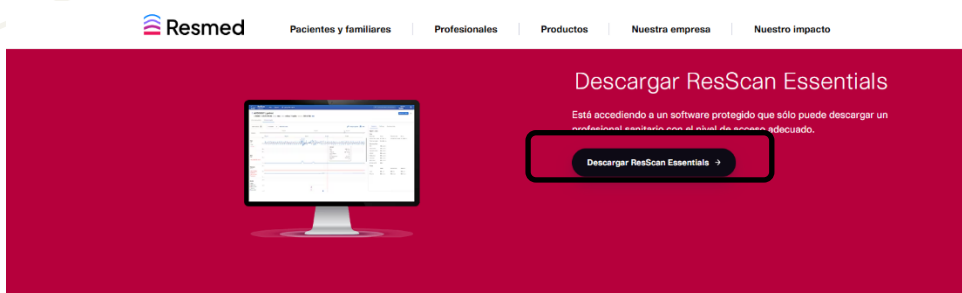 Resmed
Pacientes y familiares
Profesionales
Productos
Nuestra empresa
Nuestro impacto
Descargar ResScan Essentials
Está accediendo a un software protegido que sólo puede descargar un
profesional sanitario con el nivel de acceso adecuado.
Descargar ResScan Essentials →